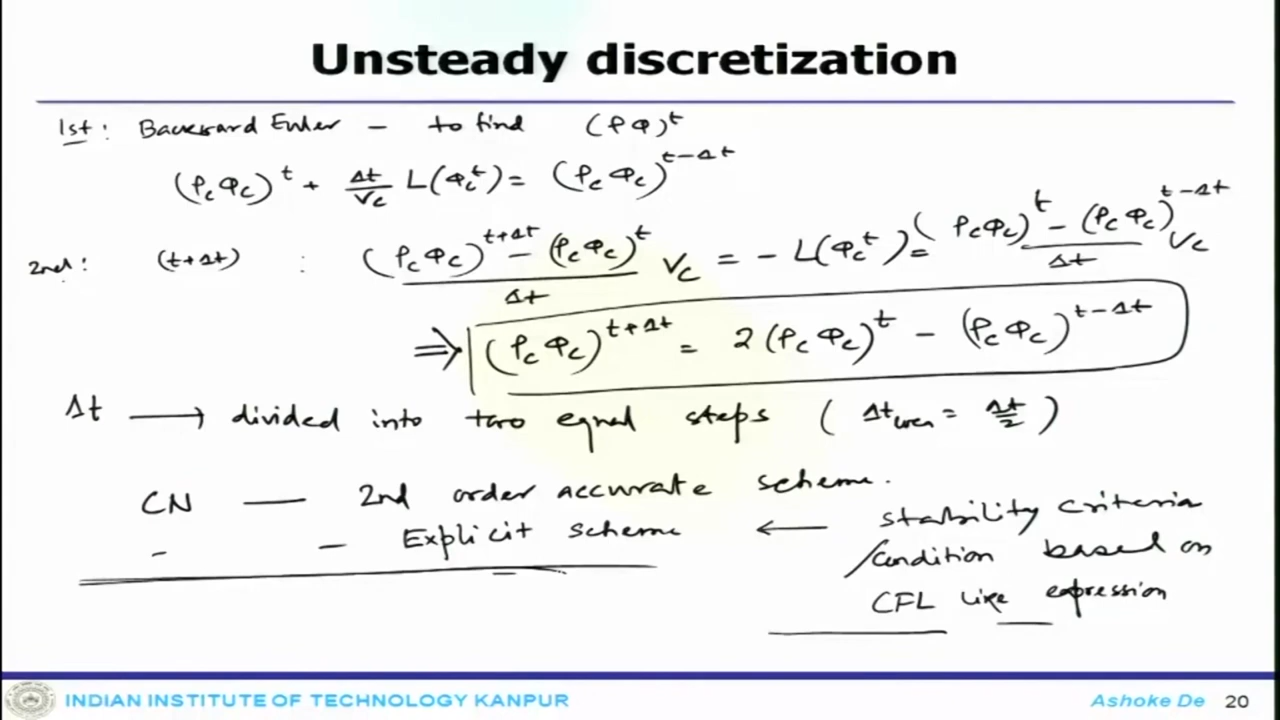 Unsteady discretization
1st: Backward Euler – to find (ρΦ)^t
(ρ_c Φ_c)^t + Δt/V_c L(Φ_c^t) = (ρ_c Φ_c)^{t-Δt}
2nd: (t+Δt) : ((ρ_c Φ_c)^{t+Δt} – (ρ_c Φ_c)^t)/Δt V_c = – L(Φ_c^t) = ((ρ_c Φ_c)^t – (ρ_c Φ_c)^{t-Δt})/Δt V_c
⇒ (ρ_c Φ_c)^{t+Δt} = 2 (ρ_c Φ_c)^t – (ρ_c Φ_c)^{t-Δt}
Δt → divided into two equal steps ( Δt = Δt/2 )
CN — 2nd order accurate scheme.
– – Explicit scheme ← stability criteria
/condition based on
CFL like expression
INDIAN INSTITUTE OF TECHNOLOGY KANPUR
Ashoke De 20